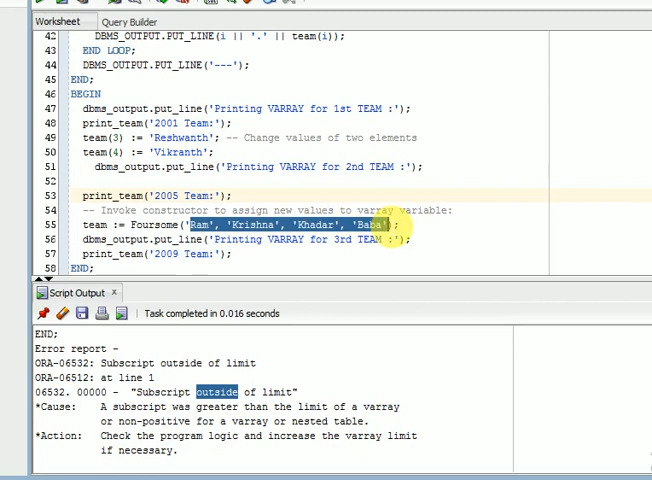 Worksheet Query Builder
42 DBMS_OUTPUT.PUT_LINE(i || '.' || team(i));
43 END LOOP;
44 DBMS_OUTPUT.PUT_LINE('---');
45 END;
46 BEGIN
47 dbms_output.put_line('Printing VARRAY for 1st TEAM :');
48 print_team('2001 Team:');
49 team(3) := 'Reshwanth'; -- Change values of two elements
50 team(4) := 'Vikranth';
51 dbms_output.put_line('Printing VARRAY for 2nd TEAM :');
52
53 print_team('2005 Team:');
54 -- Invoke constructor to assign new values to varray variable:
55 team := Foursome('Ram', 'Krishna', 'Khadar', 'Baba');
56 dbms_output.put_line('Printing VARRAY for 3rd TEAM :');
57 print_team('2009 Team:');
58 END;
Script Output x
Task completed in 0.016 seconds
END;
Error report -
ORA-06532: Subscript outside of limit
ORA-06512: at line 1
06532. 00000 - "Subscript outside of limit"
*Cause: A subscript was greater than the limit of a varray
or non-positive for a varray or nested table.
*Action: Check the program logic and increase the varray limit
if necessary.